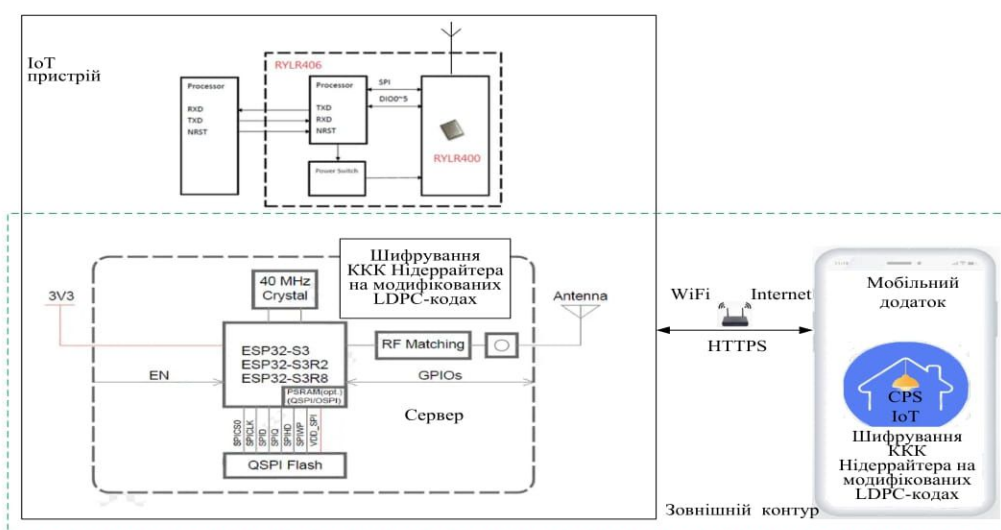 IoT
пристрій
RYLR406
Processor
RXD
TXD
NRST
Processor
TXD
RXD
NRST
SPI
DIO0~5
Power Switch
RYLR400
Шифрування
ККК Нідеррайтера
на модифікованих
LDPC-кодах
3V3
40 MHz
Crystal
Antenna
RF Matching
ESP32-S3
ESP32-S3R2
ESP32-S3R8
PSRAM(opt.)
(QSPI/OSPI)
EN
GPIOs
Сервер
SPICS0
SPICLK
SPID
SPIQ
SPIHD
SPIWP
VDD_SPI
QSPI Flash
WiFi
Internet
HTTPS
Мобільний
додаток
CPS
IoT
Шифрування
ККК
Нідеррайтера на
модифікованих
LDPC-кодах
Зовнішній контур